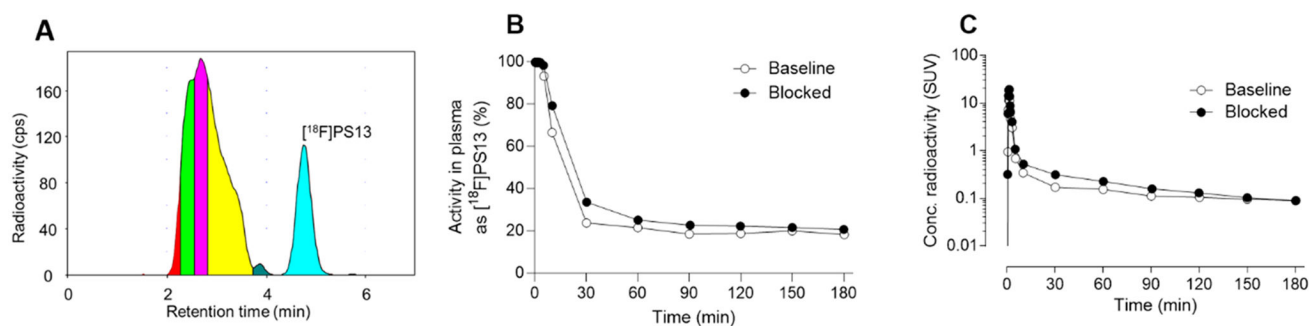 A
Radioactivity (cps)
160
120
80
40
0
[¹⁸F]PS13
0 2 4 6
Retention time (min)
B
Activity in plasma
as [¹⁸F]PS13 (%)
100
80
60
40
20
0
Baseline
Blocked
0 30 60 90 120 150 180
Time (min)
C
Conc. radioactivity (SUV)
100
10
1
0.1
0.01
Baseline
Blocked
0 30 60 90 120 150 180
Time (min)